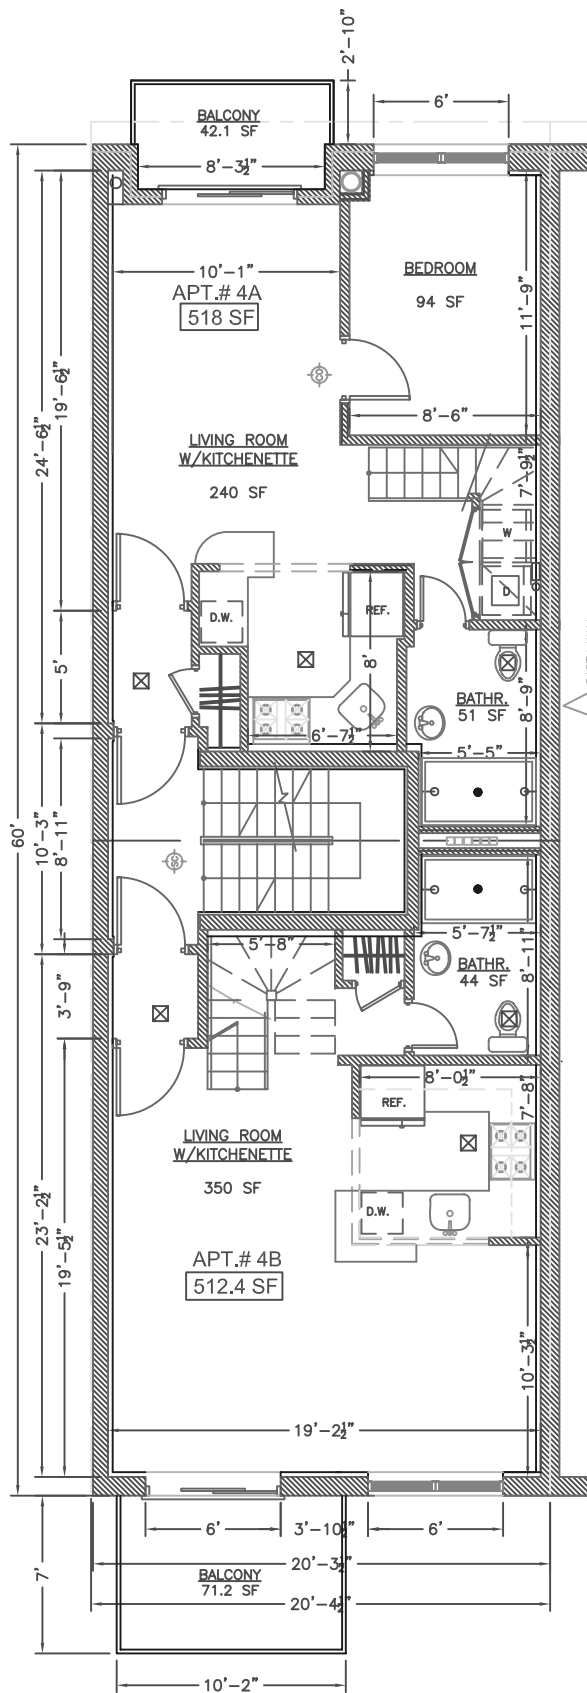 2'-10"
6'
BALCONY
42.1 SF
8'-3½"
10'-1"
APT.# 4A
518 SF
BEDROOM
94 SF
11'-9"
8'-6"
CO
19'-6½"
24'-6½"
LIVING ROOM
W/KITCHENETTE
240 SF
7'-9½"
W
D
D.W.
REF.
8'
5'
6'-7½"
BATHR.
51 SF
8'-9"
5'-5"
60'
10'-3"
8'-11"
SC
5'-8"
5'-7½"
BATHR.
44 SF
8'-11"
3'-9"
8'-0½"
7'-8"
REF.
LIVING ROOM
W/KITCHENETTE
350 SF
D.W.
23'-2½"
19'-5½"
APT.# 4B
512.4 SF
10'-3½"
19'-2½"
6'
3'-10½"
6'
20'-3½"
BALCONY
71.2 SF
7'
20'-4½"
10'-2"